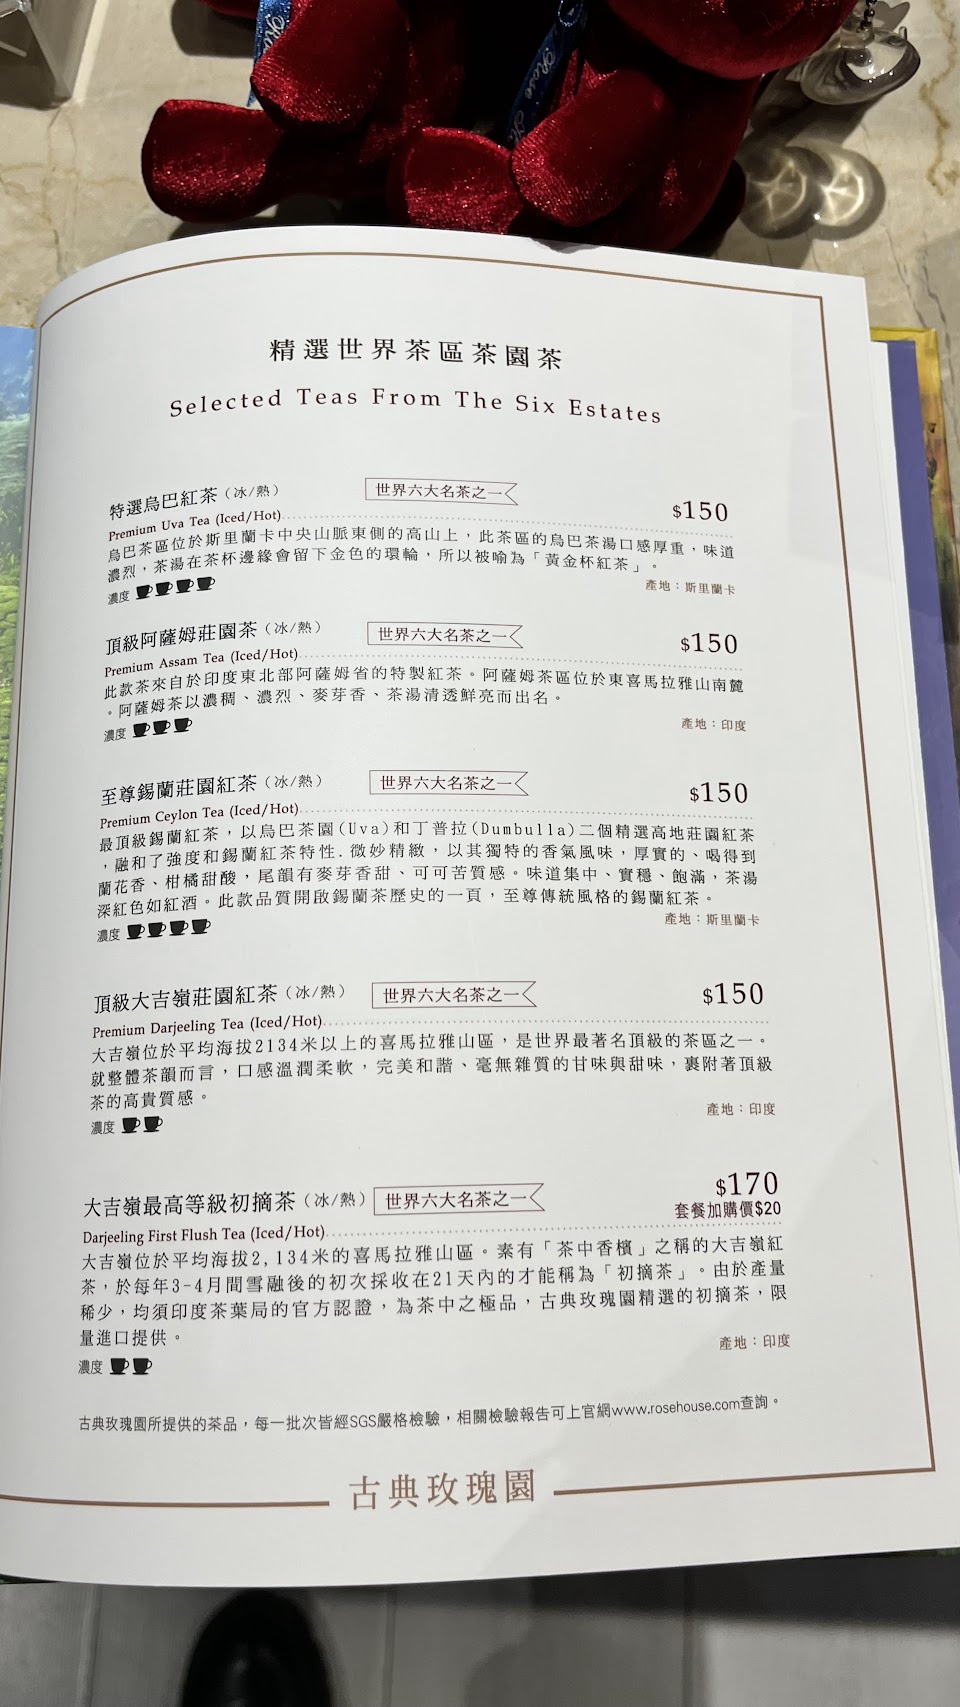 Rose
精選世界茶區茶園茶
Selected Teas From The Six Estates
特選烏巴紅茶（冰/熱） 世界六大名茶之一 $150
Premium Uva Tea (Iced/Hot)
烏巴茶區位於斯里蘭卡中央山脈東側的高山上，此茶區的烏巴茶湯口感厚重，味道
濃烈，茶湯在茶杯邊緣會留下金色的環輪，所以被喻為「黃金杯紅茶」。
濃度 產地：斯里蘭卡
頂級阿薩姆莊園茶（冰/熱） 世界六大名茶之一 $150
Premium Assam Tea (Iced/Hot)
此款茶來自於印度東北部阿薩姆省的特製紅茶。阿薩姆茶區位於東喜馬拉雅山南麓
。阿薩姆茶以濃稠、濃烈、麥芽香、茶湯清透鮮亮而出名。
濃度 產地：印度
至尊錫蘭莊園紅茶（冰/熱） 世界六大名茶之一 $150
Premium Ceylon Tea (Iced/Hot)
最頂級錫蘭紅茶，以烏巴茶園(Uva)和丁普拉(Dumbulla)二個精選高地莊園紅茶
，融和了強度和錫蘭紅茶特性.微妙精緻，以其獨特的香氣風味，厚實的、喝得到
蘭花香、柑橘甜酸，尾韻有麥芽香甜、可可苦質感。味道集中、實穩、飽滿，茶湯
深紅色如紅酒。此款品質開啟錫蘭茶歷史的一頁，至尊傳統風格的錫蘭紅茶。
濃度 產地：斯里蘭卡
頂級大吉嶺莊園紅茶（冰/熱） 世界六大名茶之一 $150
Premium Darjeeling Tea (Iced/Hot)
大吉嶺位於平均海拔2134米以上的喜馬拉雅山區，是世界最著名頂級的茶區之一。
就整體茶韻而言，口感溫潤柔軟，完美和諧、毫無雜質的甘味與甜味，裹附著頂級
茶的高貴質感。
濃度 產地：印度
大吉嶺最高等級初摘茶（冰/熱） 世界六大名茶之一 $170
套餐加購價$20
Darjeeling First Flush Tea (Iced/Hot)
大吉嶺位於平均海拔2,134米的喜馬拉雅山區。素有「茶中香檳」之稱的大吉嶺紅
茶，於每年3-4月間雪融後的初次採收在21天內的才能稱為「初摘茶」。由於產量
稀少，均須印度茶葉局的官方認證，為茶中之極品，古典玫瑰園精選的初摘茶，限
量進口提供。
濃度 產地：印度
古典玫瑰園所提供的茶品，每一批次皆經SGS嚴格檢驗，相關檢驗報告可上官網www.rosehouse.com查詢。
古典玫瑰園